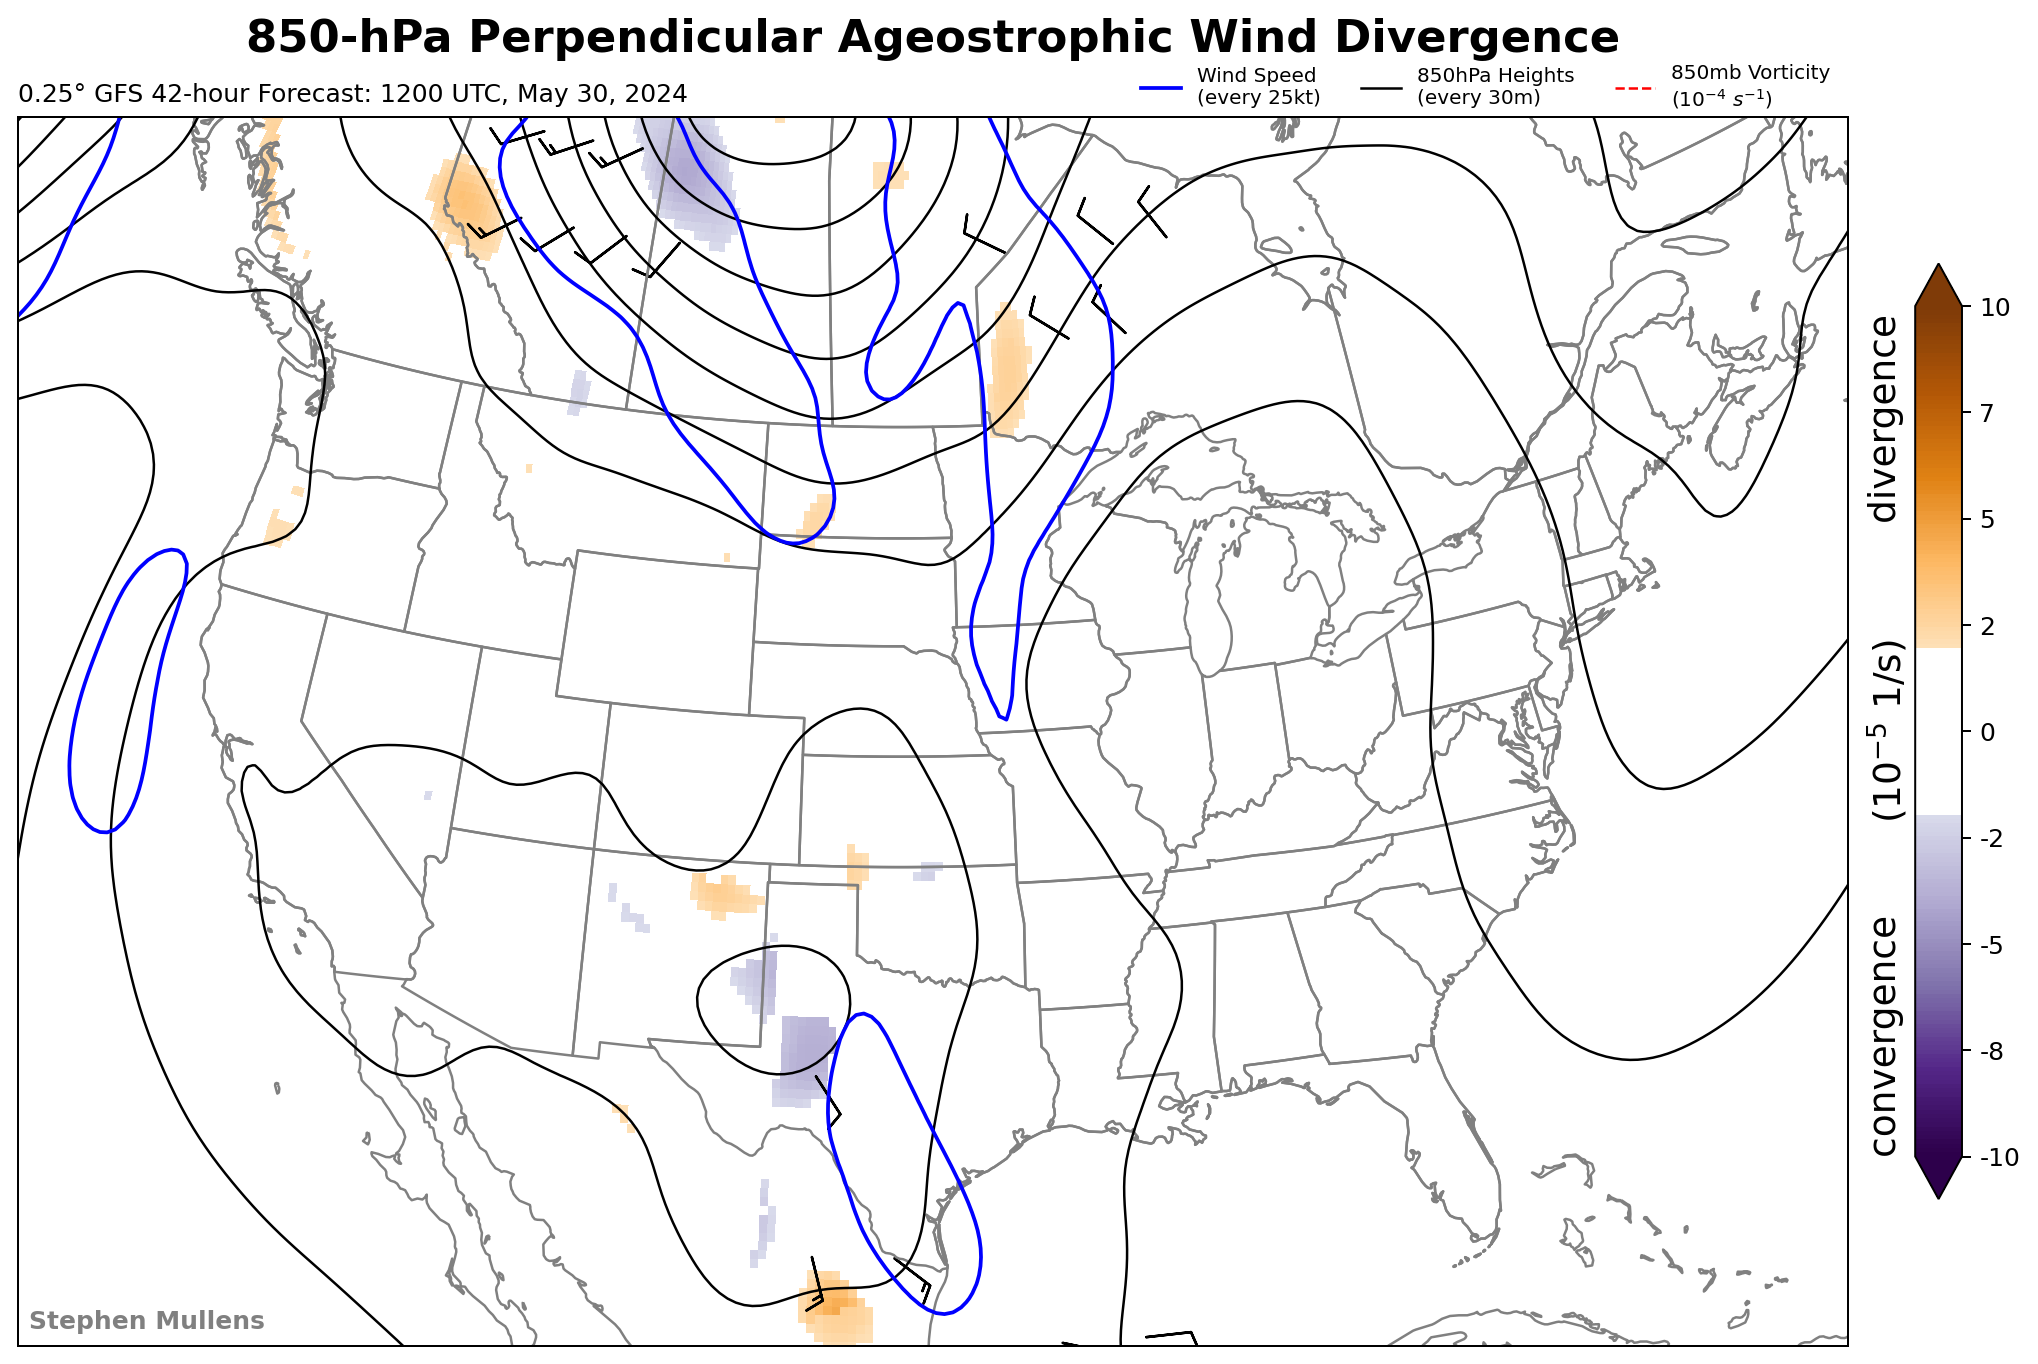 850-hPa Perpendicular Ageostrophic Wind Divergence
0.25° GFS 42-hour Forecast: 1200 UTC, May 30, 2024
Wind Speed
(every 25kt)
850hPa Heights
(every 30m)
850mb Vorticity
(10⁻⁴ s⁻¹)
10
7
5
2
0
-2
-5
-8
-10
divergence
(10⁻⁵ 1/s)
convergence
Stephen Mullens